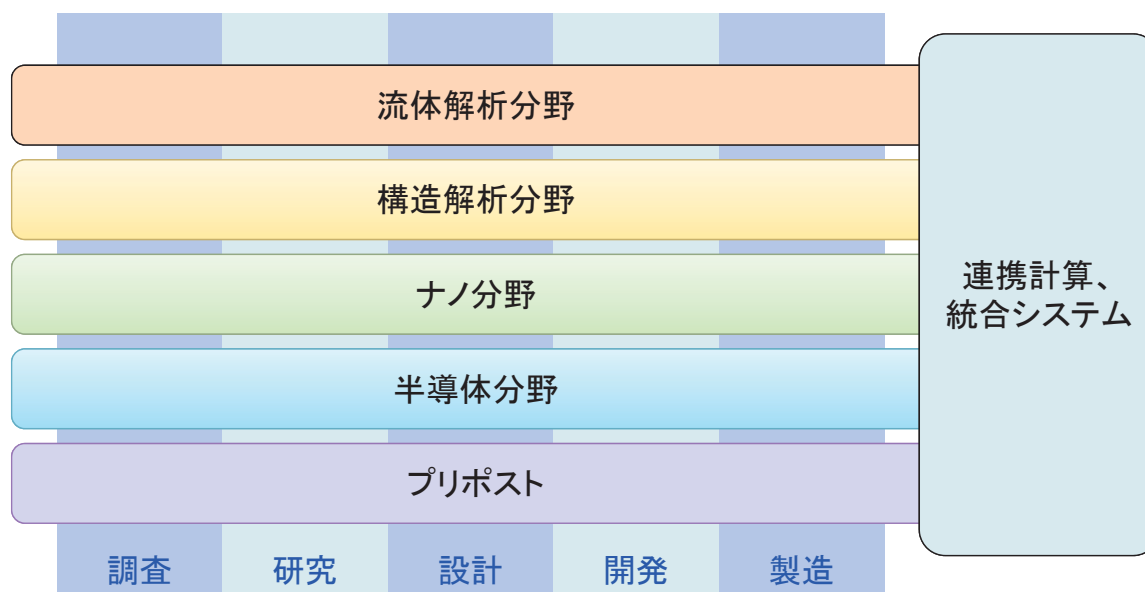 流体解析分野
構造解析分野
ナノ分野
半導体分野
プリポスト
連携計算、
統合システム
調査
研究
設計
開発
製造